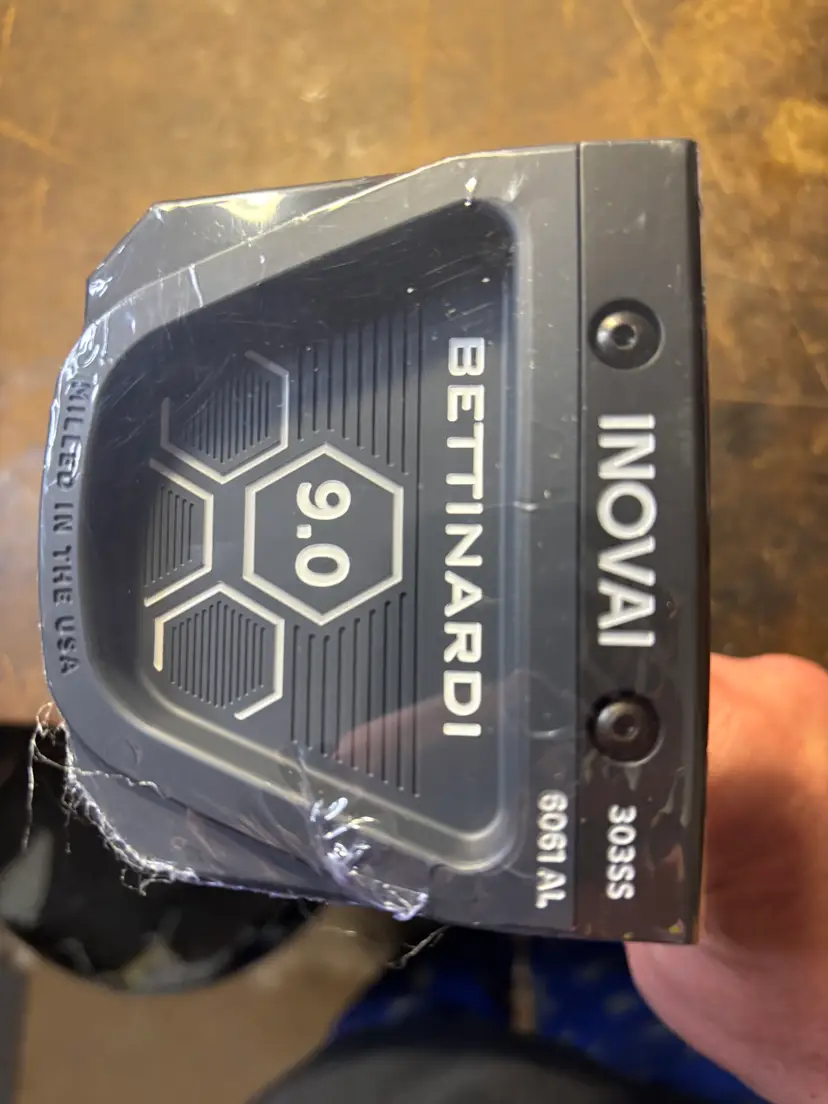 INOVAI
303SS
6061 AL
BETTINARDI
9.0
MILLED IN THE USA